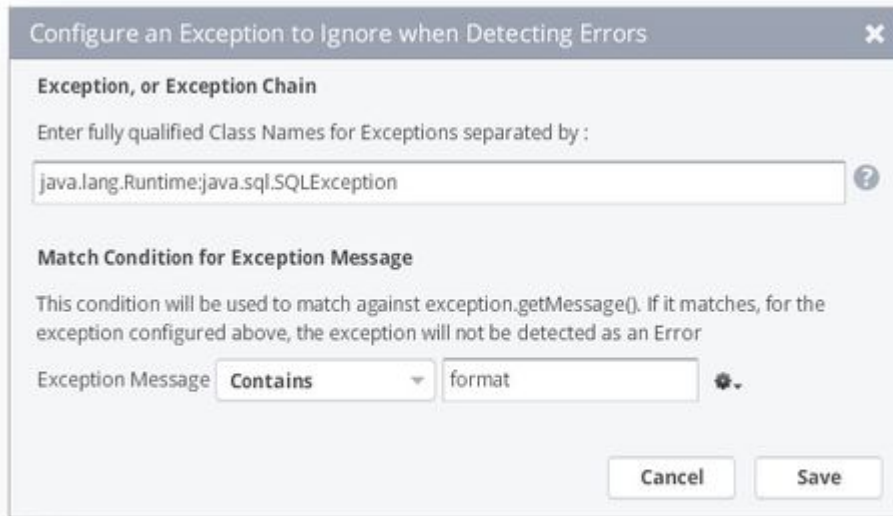 Configure an Exception to Ignore when Detecting Errors
Exception, or Exception Chain
Enter fully qualified Class Names for Exceptions separated by :
java.lang.Runtime:java.sql.SQLException
Match Condition for Exception Message
This condition will be used to match against exception.getMessage(). If it matches, for the
exception configured above, the exception will not be detected as an Error
Exception Message Contains format
Cancel Save